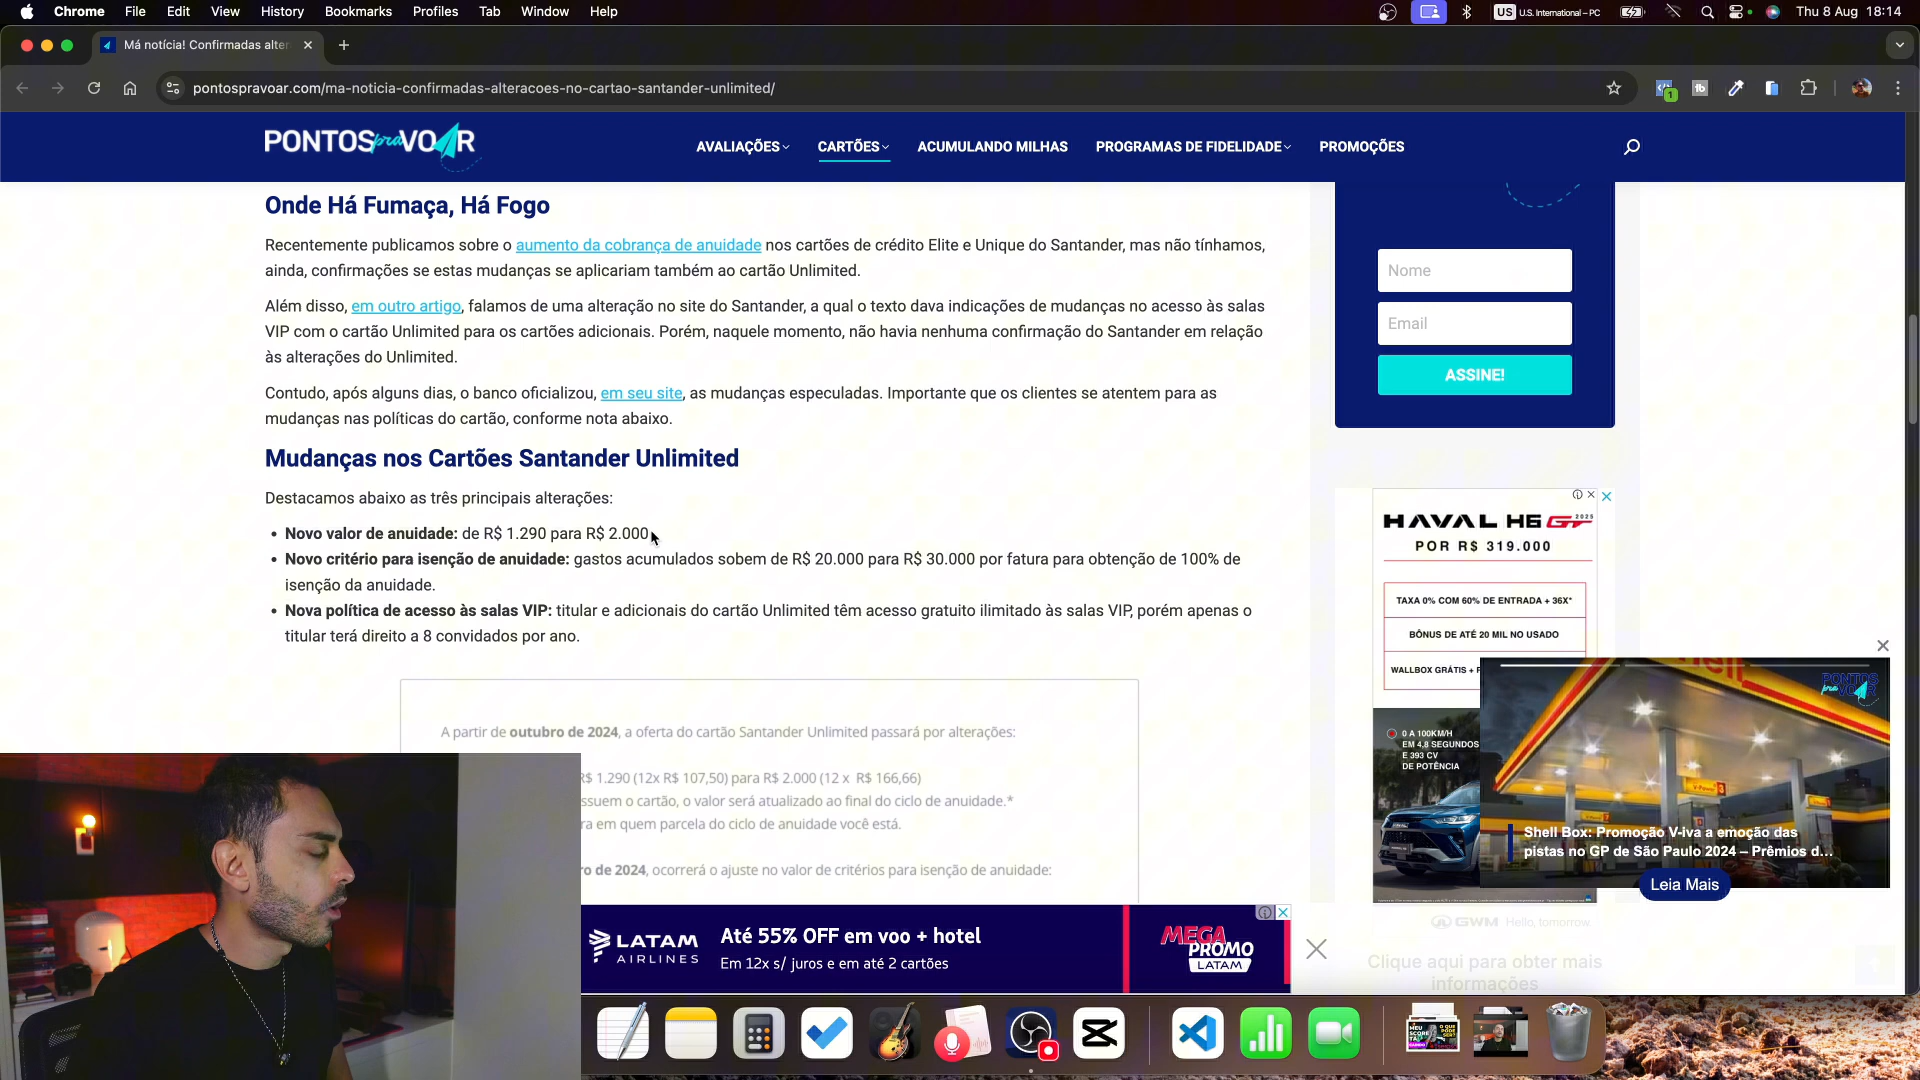 Chrome File Edit View History Bookmarks Profiles Tab Window Help
US U.S. International – PC Thu 8 Aug 18:14
Má notícia! Confirmadas alter
pontospravoar.com/ma-noticia-confirmadas-alteracoes-no-cartao-santander-unlimited/
1
PONTOS pra VOAR
AVALIAÇÕES CARTÕES ACUMULANDO MILHAS PROGRAMAS DE FIDELIDADE PROMOÇÕES
Onde Há Fumaça, Há Fogo
Recentemente publicamos sobre o aumento da cobrança de anuidade nos cartões de crédito Elite e Unique do Santander, mas não tínhamos,
ainda, confirmações se estas mudanças se aplicariam também ao cartão Unlimited.
Além disso, em outro artigo, falamos de uma alteração no site do Santander, a qual o texto dava indicações de mudanças no acesso às salas
VIP com o cartão Unlimited para os cartões adicionais. Porém, naquele momento, não havia nenhuma confirmação do Santander em relação
às alterações do Unlimited.
Contudo, após alguns dias, o banco oficializou, em seu site, as mudanças especuladas. Importante que os clientes se atentem para as
mudanças nas políticas do cartão, conforme nota abaixo.
Mudanças nos Cartões Santander Unlimited
Destacamos abaixo as três principais alterações:
• Novo valor de anuidade: de R$ 1.290 para R$ 2.000
• Novo critério para isenção de anuidade: gastos acumulados sobem de R$ 20.000 para R$ 30.000 por fatura para obtenção de 100% de
isenção da anuidade.
• Nova política de acesso às salas VIP: titular e adicionais do cartão Unlimited têm acesso gratuito ilimitado às salas VIP, porém apenas o
titular terá direito a 8 convidados por ano.
A partir de outubro de 2024, a oferta do cartão Santander Unlimited passará por alterações:
R$ 1.290 (12x R$ 107,50) para R$ 2.000 (12 x R$ 166,66)
ssuem o cartão, o valor será atualizado ao final do ciclo de anuidade.*
ra em quem parcela do ciclo de anuidade você está.
ro de 2024, ocorrerá o ajuste no valor de critérios para isenção de anuidade:
Nome
Email
ASSINE!
HAVAL H6 GT 2025
POR R$ 319.000
TAXA 0% COM 60% DE ENTRADA + 36X*
BÔNUS DE ATÉ 20 MIL NO USADO
WALLBOX GRÁTIS +
0 A 100KM/H
EM 4,8 SEGUNDOS
E 393 CV
DE POTÊNCIA
GWM Hello, tomorrow.
Clique aqui para obter mais
informações
PONTOS pra VOAR
Shell Box: Promoção V-iva a emoção das
pistas no GP de São Paulo 2024 – Prêmios d...
Leia Mais
LATAM
AIRLINES
Até 55% OFF em voo + hotel
Em 12x s/ juros e em até 2 cartões
MEGA
PROMO
LATAM